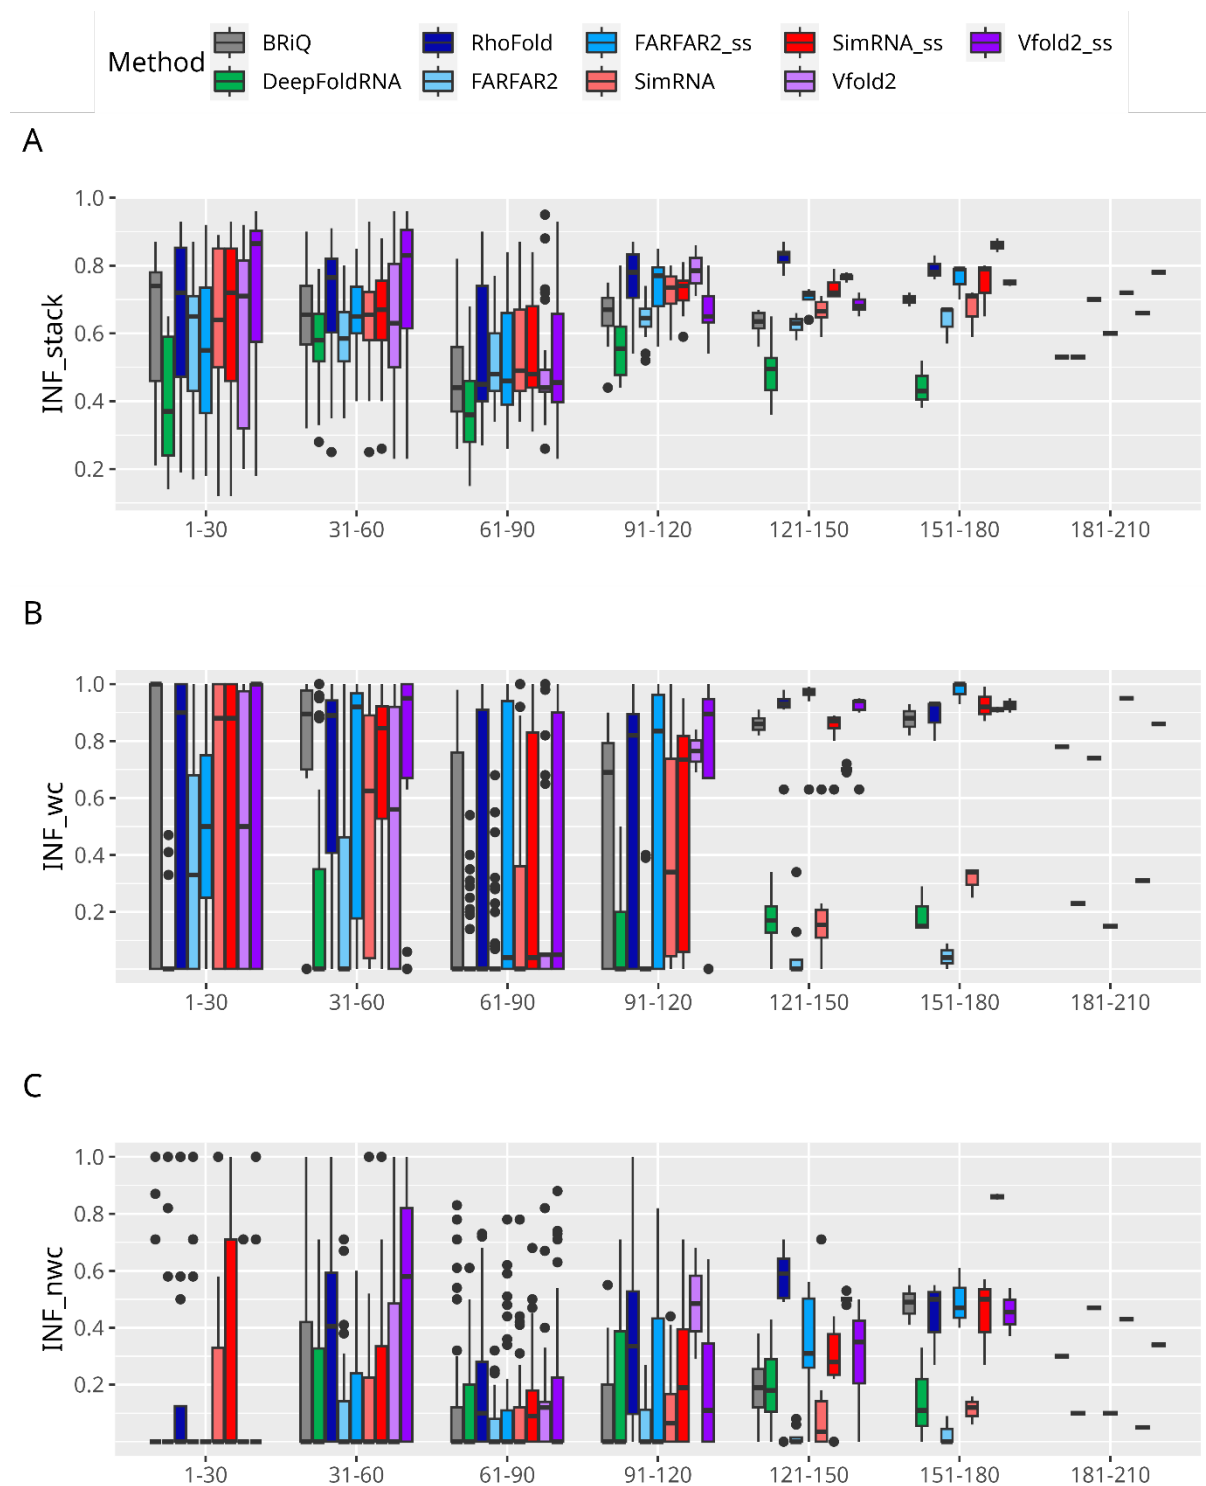 Method BRiQ RhoFold FARFAR2_ss SimRNA_ss Vfold2_ss
DeepFoldRNA FARFAR2 SimRNA Vfold2
A
INF_stack
1.0
0.8
0.6
0.4
0.2
1-30 31-60 61-90 91-120 121-150 151-180 181-210
B
INF_wc
1.0
0.8
0.6
0.4
0.2
1-30 31-60 61-90 91-120 121-150 151-180 181-210
C
INF_nwc
1.0
0.8
0.6
0.4
0.2
1-30 31-60 61-90 91-120 121-150 151-180 181-210